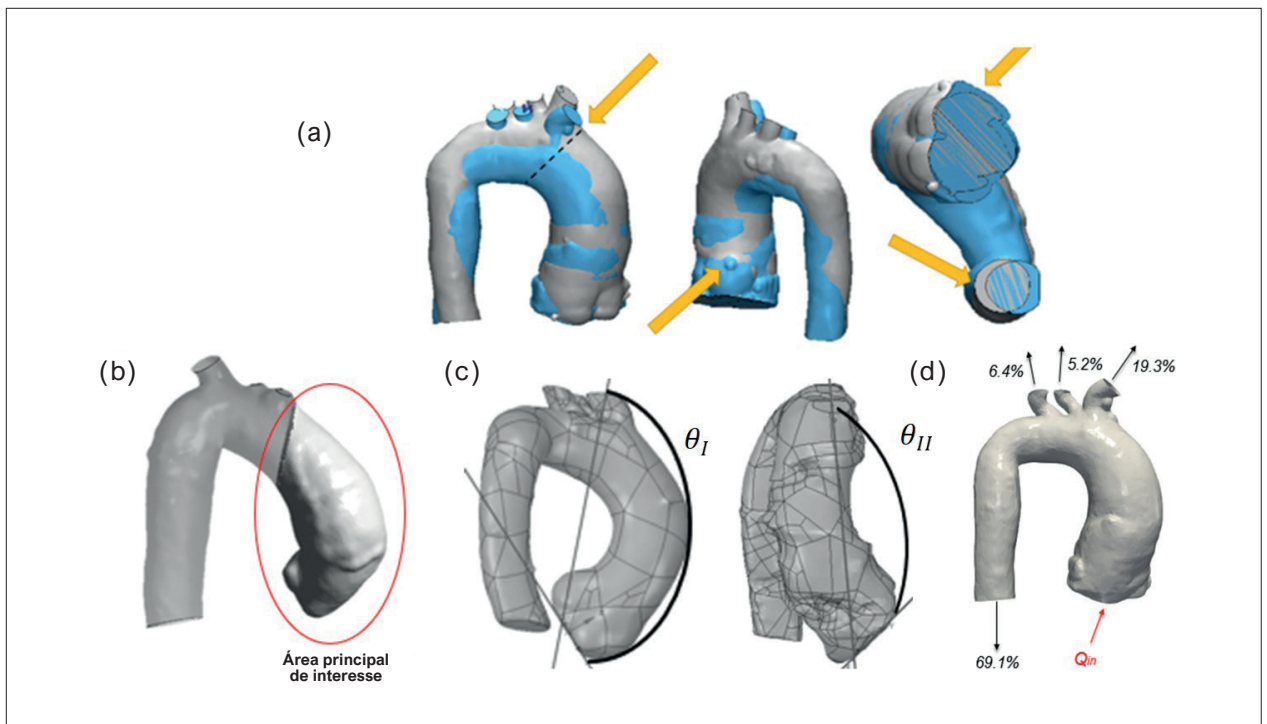 (a)
(b)
Área principal
de interesse
(c)
θI
θII
(d)
6.4%
5.2%
19.3%
69.1%
Qin